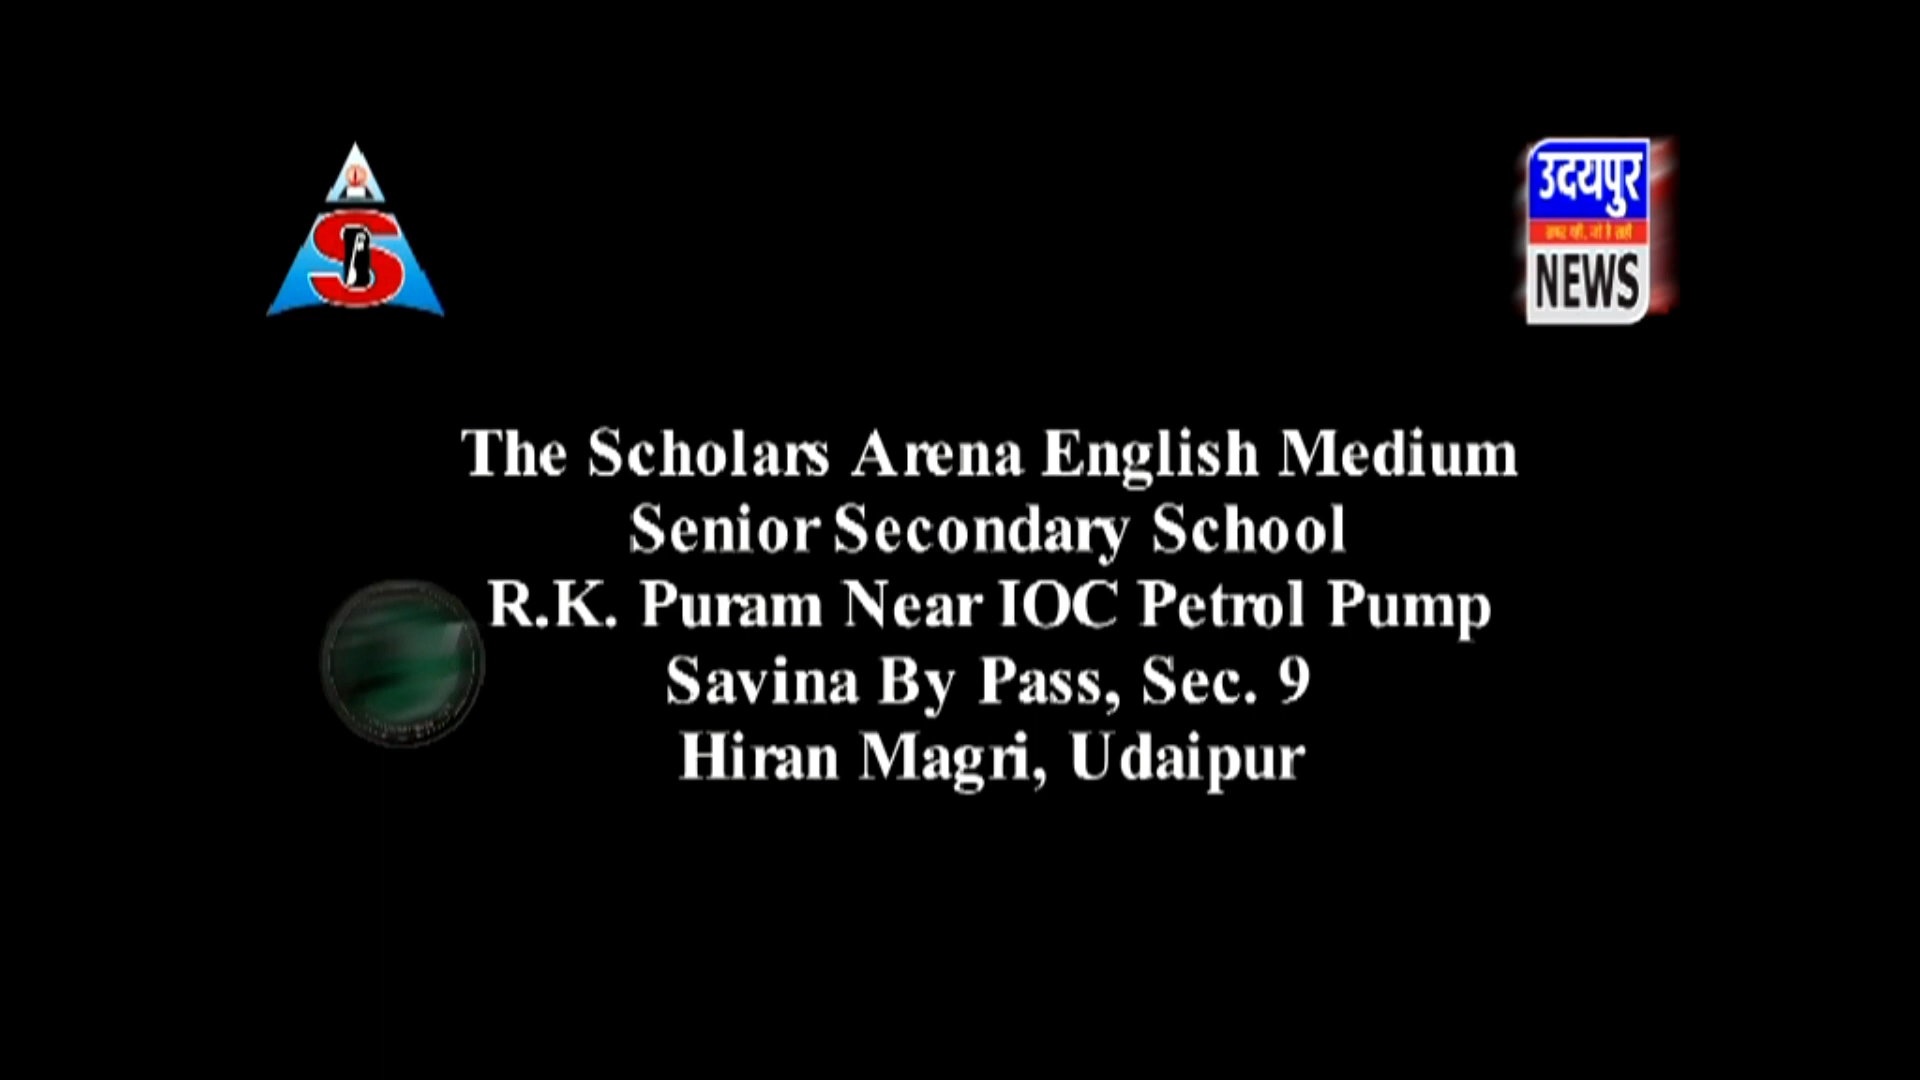 उदयपुर
NEWS
The Scholars Arena English Medium
Senior Secondary School
R.K. Puram Near IOC Petrol Pump
Savina By Pass, Sec. 9
Hiran Magri, Udaipur